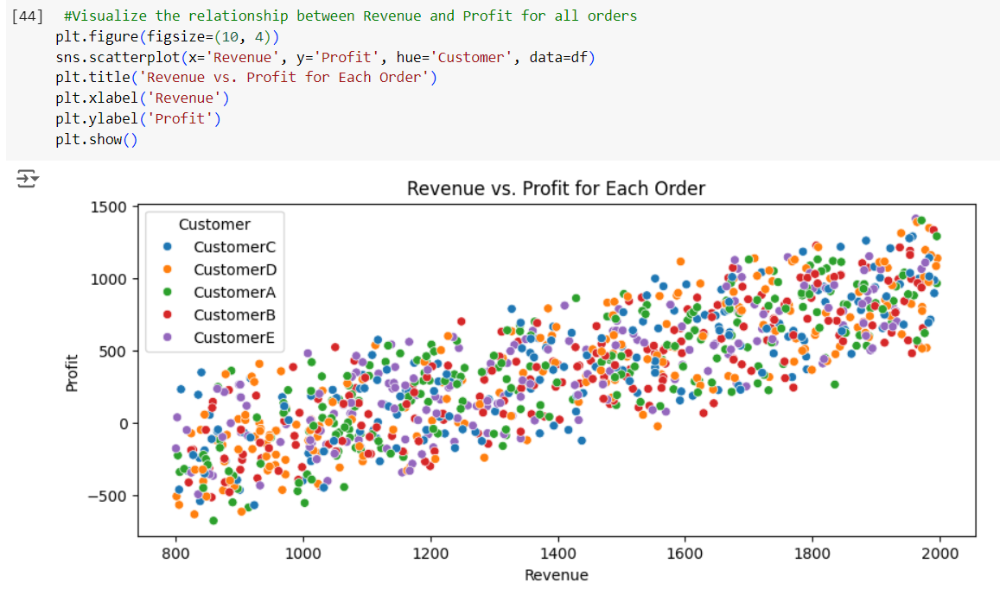 [44] #Visualize the relationship between Revenue and Profit for all orders
plt.figure(figsize=(10, 4))
sns.scatterplot(x='Revenue', y='Profit', hue='Customer', data=df)
plt.title('Revenue vs. Profit for Each Order')
plt.xlabel('Revenue')
plt.ylabel('Profit')
plt.show()
Revenue vs. Profit for Each Order
Customer
CustomerC
CustomerD
CustomerA
CustomerB
CustomerE
Profit
1500
1000
500
0
−500
800 1000 1200 1400 1600 1800 2000
Revenue